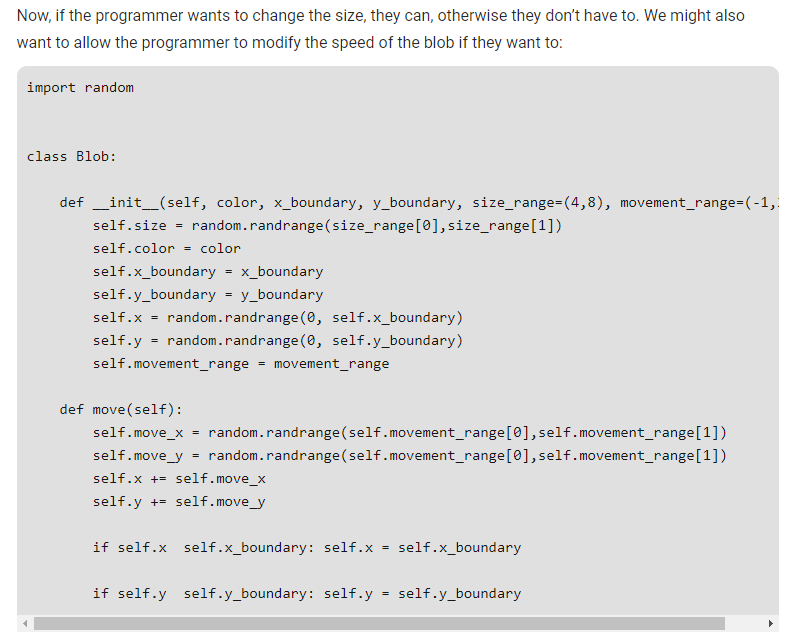 Now, if the programmer wants to change the size, they can, otherwise they don’t have to. We might also
want to allow the programmer to modify the speed of the blob if they want to:
import random
class Blob:
    def __init__(self, color, x_boundary, y_boundary, size_range=(4,8), movement_range=(-1,
        self.size = random.randrange(size_range[0],size_range[1])
        self.color = color
        self.x_boundary = x_boundary
        self.y_boundary = y_boundary
        self.x = random.randrange(0, self.x_boundary)
        self.y = random.randrange(0, self.y_boundary)
        self.movement_range = movement_range
    def move(self):
        self.move_x = random.randrange(self.movement_range[0],self.movement_range[1])
        self.move_y = random.randrange(self.movement_range[0],self.movement_range[1])
        self.x += self.move_x
        self.y += self.move_y
        if self.x  self.x_boundary: self.x = self.x_boundary
        if self.y  self.y_boundary: self.y = self.y_boundary